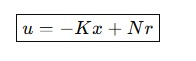 u = −Kx + Nr